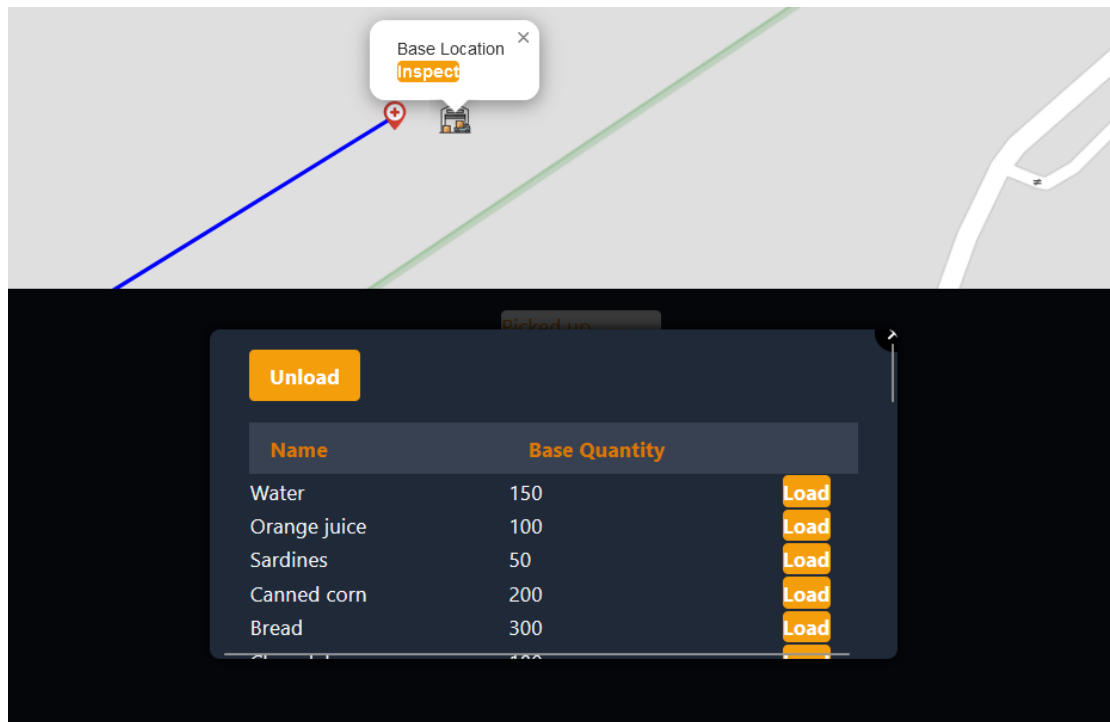 Base Location
Inspect
Picked up
Unload
Name Base Quantity
Water 150 Load
Orange juice 100 Load
Sardines 50 Load
Canned corn 200 Load
Bread 300 Load